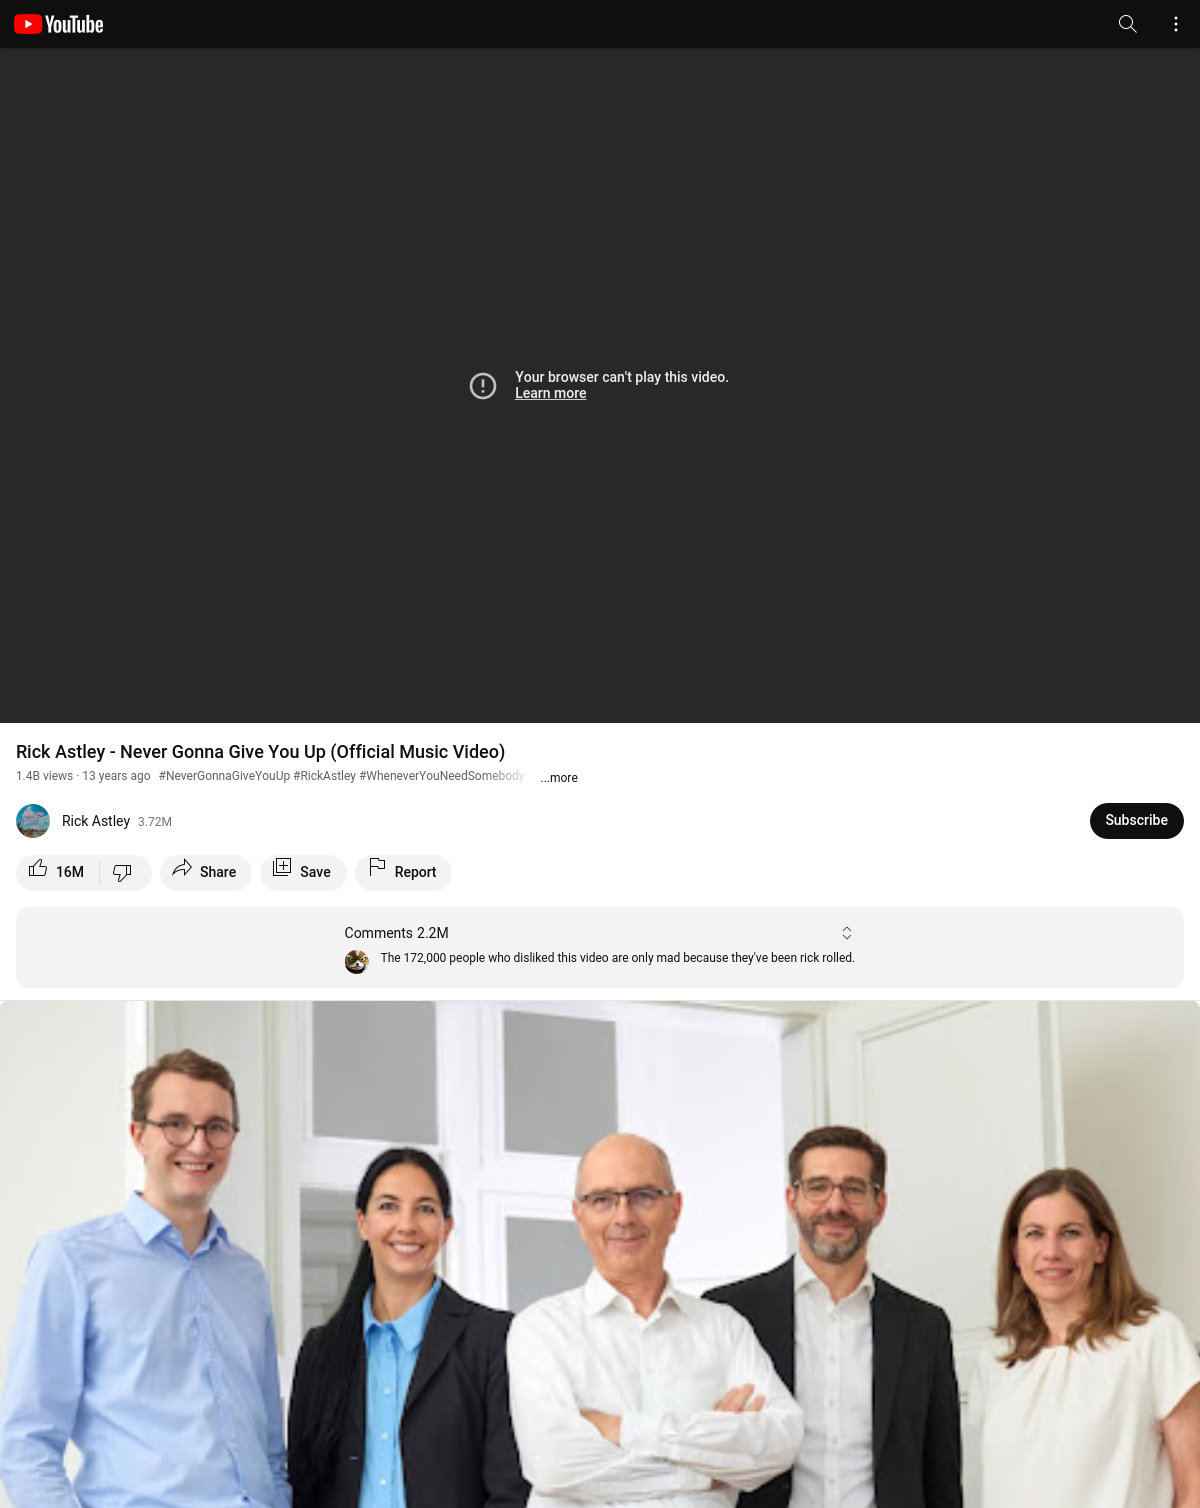 YouTube
Your browser can't play this video.
Learn more
Rick Astley - Never Gonna Give You Up (Official Music Video)
1.4B views · 13 years ago #NeverGonnaGiveYouUp #RickAstley #WheneverYouNeedSomebody ...more
Rick Astley 3.72M
Subscribe
16M
Share
Save
Report
Comments 2.2M
The 172,000 people who disliked this video are only mad because they've been rick rolled.